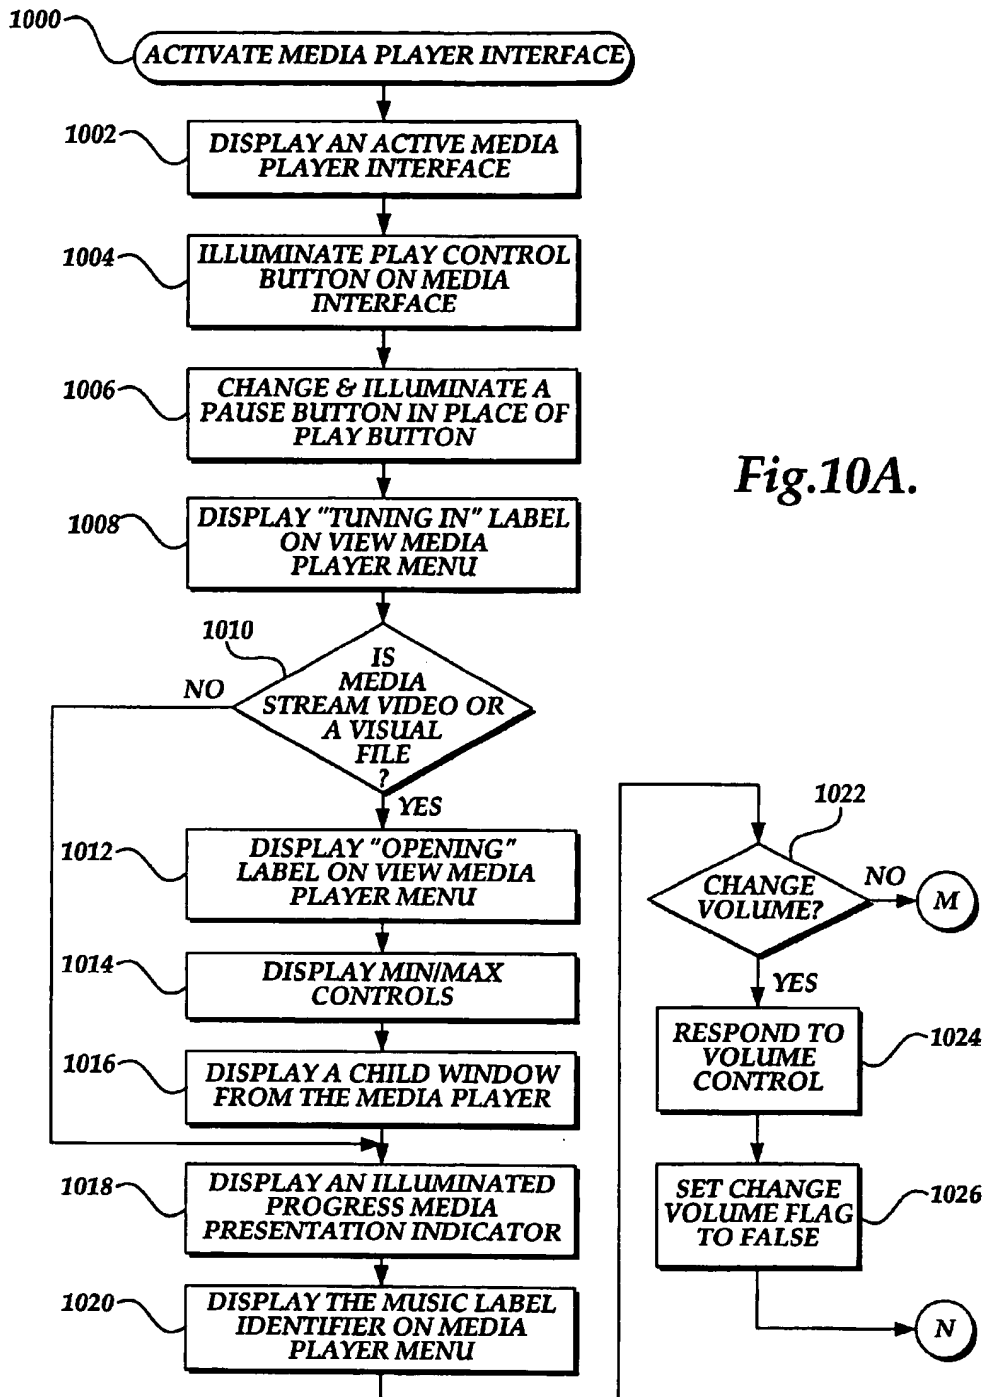 1000
ACTIVATE MEDIA PLAYER INTERFACE
1002
DISPLAY AN ACTIVE MEDIA
PLAYER INTERFACE
1004
ILLUMINATE PLAY CONTROL
BUTTON ON MEDIA
INTERFACE
1006
CHANGE & ILLUMINATE A
PAUSE BUTTON IN PLACE OF
PLAY BUTTON
Fig.10A.
1008
DISPLAY "TUNING IN" LABEL
ON VIEW MEDIA
PLAYER MENU
1010
IS
MEDIA
STREAM VIDEO OR
A VISUAL
FILE
?
NO
YES
1012
DISPLAY "OPENING"
LABEL ON VIEW MEDIA
PLAYER MENU
1014
DISPLAY MIN/MAX
CONTROLS
1016
DISPLAY A CHILD WINDOW
FROM THE MEDIA PLAYER
1018
DISPLAY AN ILLUMINATED
PROGRESS MEDIA
PRESENTATION INDICATOR
1020
DISPLAY THE MUSIC LABEL
IDENTIFIER ON MEDIA
PLAYER MENU
1022
CHANGE
VOLUME?
NO
M
YES
RESPOND TO
VOLUME
CONTROL
1024
SET CHANGE
VOLUME FLAG
TO FALSE
1026
N